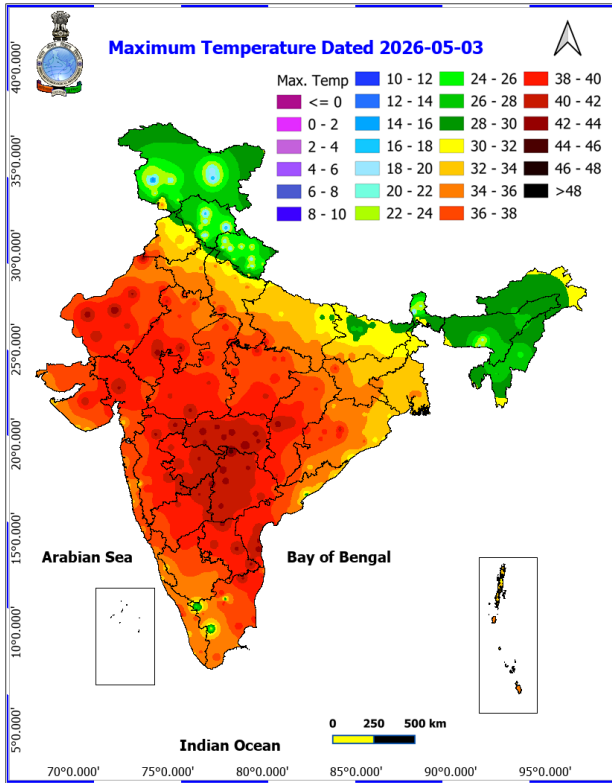 Maximum Temperature Dated 2026-05-03
Max. Temp
<= 0
0 - 2
2 - 4
4 - 6
6 - 8
8 - 10
10 - 12
12 - 14
14 - 16
16 - 18
18 - 20
20 - 22
22 - 24
24 - 26
26 - 28
28 - 30
30 - 32
32 - 34
34 - 36
36 - 38
38 - 40
40 - 42
42 - 44
44 - 46
46 - 48
>48
40°0.000'
35°0.000'
30°0.000'
25°0.000'
20°0.000'
15°0.000'
10°0.000'
5°0.000'
Arabian Sea
Bay of Bengal
Indian Ocean
0 250 500 km
70°0.000' 75°0.000' 80°0.000' 85°0.000' 90°0.000' 95°0.000'